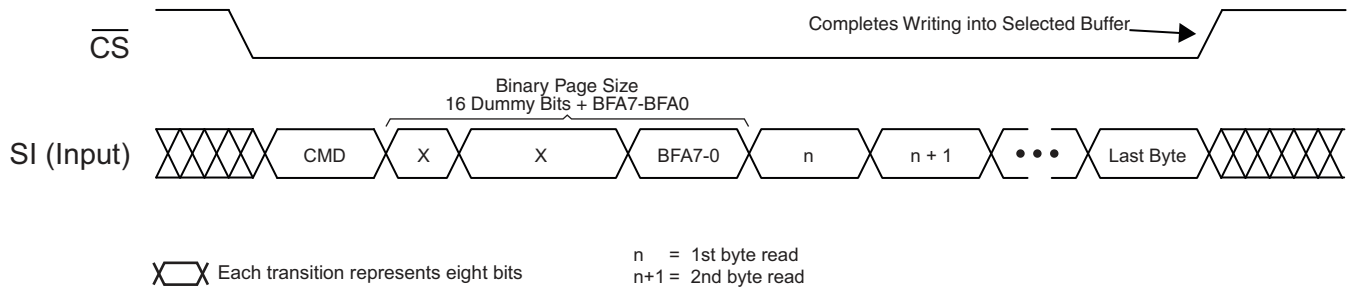 Completes Writing into Selected Buffer
CS
Binary Page Size
16 Dummy Bits + BFA7-BFA0
SI (Input)
CMD
X
X
BFA7-0
n
n + 1
•••
Last Byte
Each transition represents eight bits
n = 1st byte read
n+1 = 2nd byte read